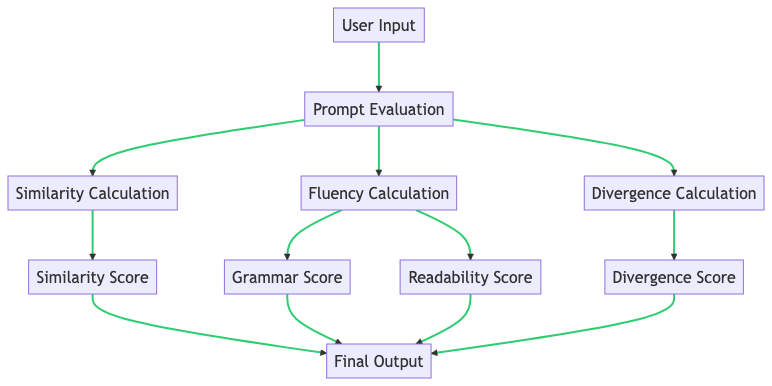 User Input
Prompt Evaluation
Similarity Calculation
Fluency Calculation
Divergence Calculation
Similarity Score
Grammar Score
Readability Score
Divergence Score
Final Output